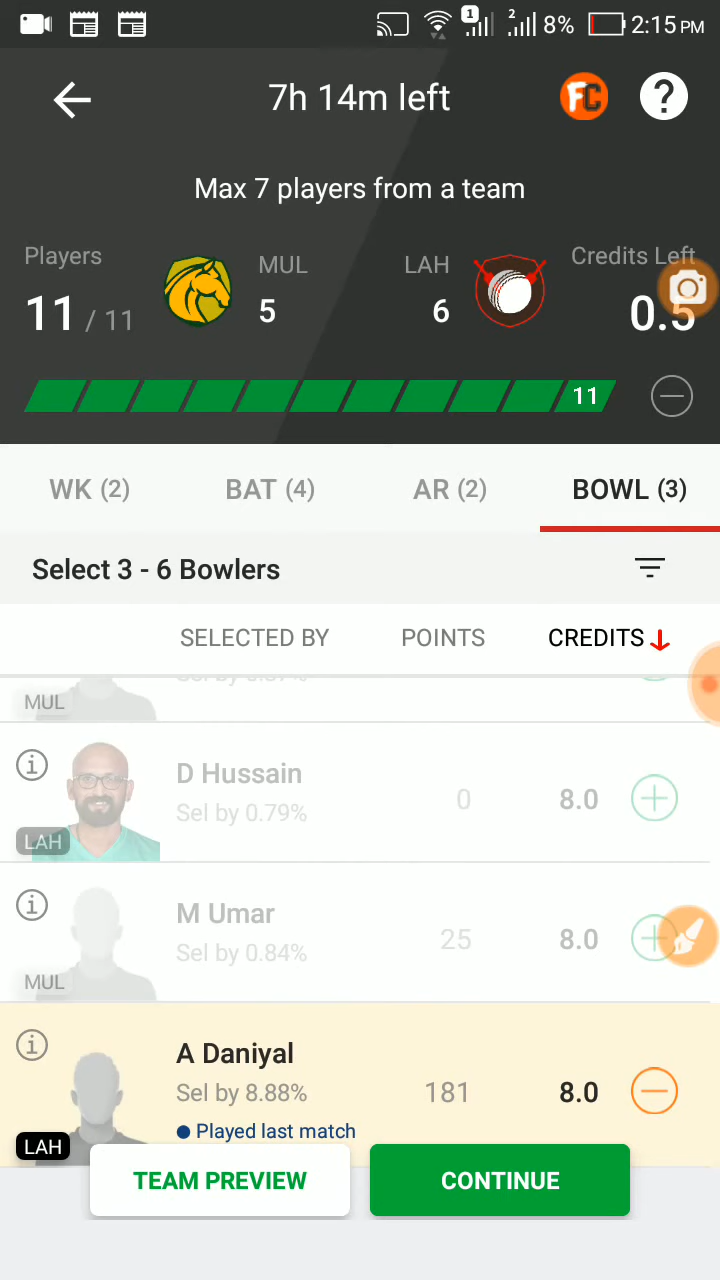 1 2 8% 2:15 PM
7h 14m left FC ?
Max 7 players from a team
Players MUL LAH Credits Left
11 / 11 5 6 0.5
11
WK (2) BAT (4) AR (2) BOWL (3)
Select 3 - 6 Bowlers
SELECTED BY POINTS CREDITS
MUL
D Hussain
Sel by 0.79% 0 8.0
LAH
M Umar
Sel by 0.84% 25 8.0
MUL
A Daniyal
Sel by 8.88% 181 8.0
Played last match
LAH
TEAM PREVIEW CONTINUE